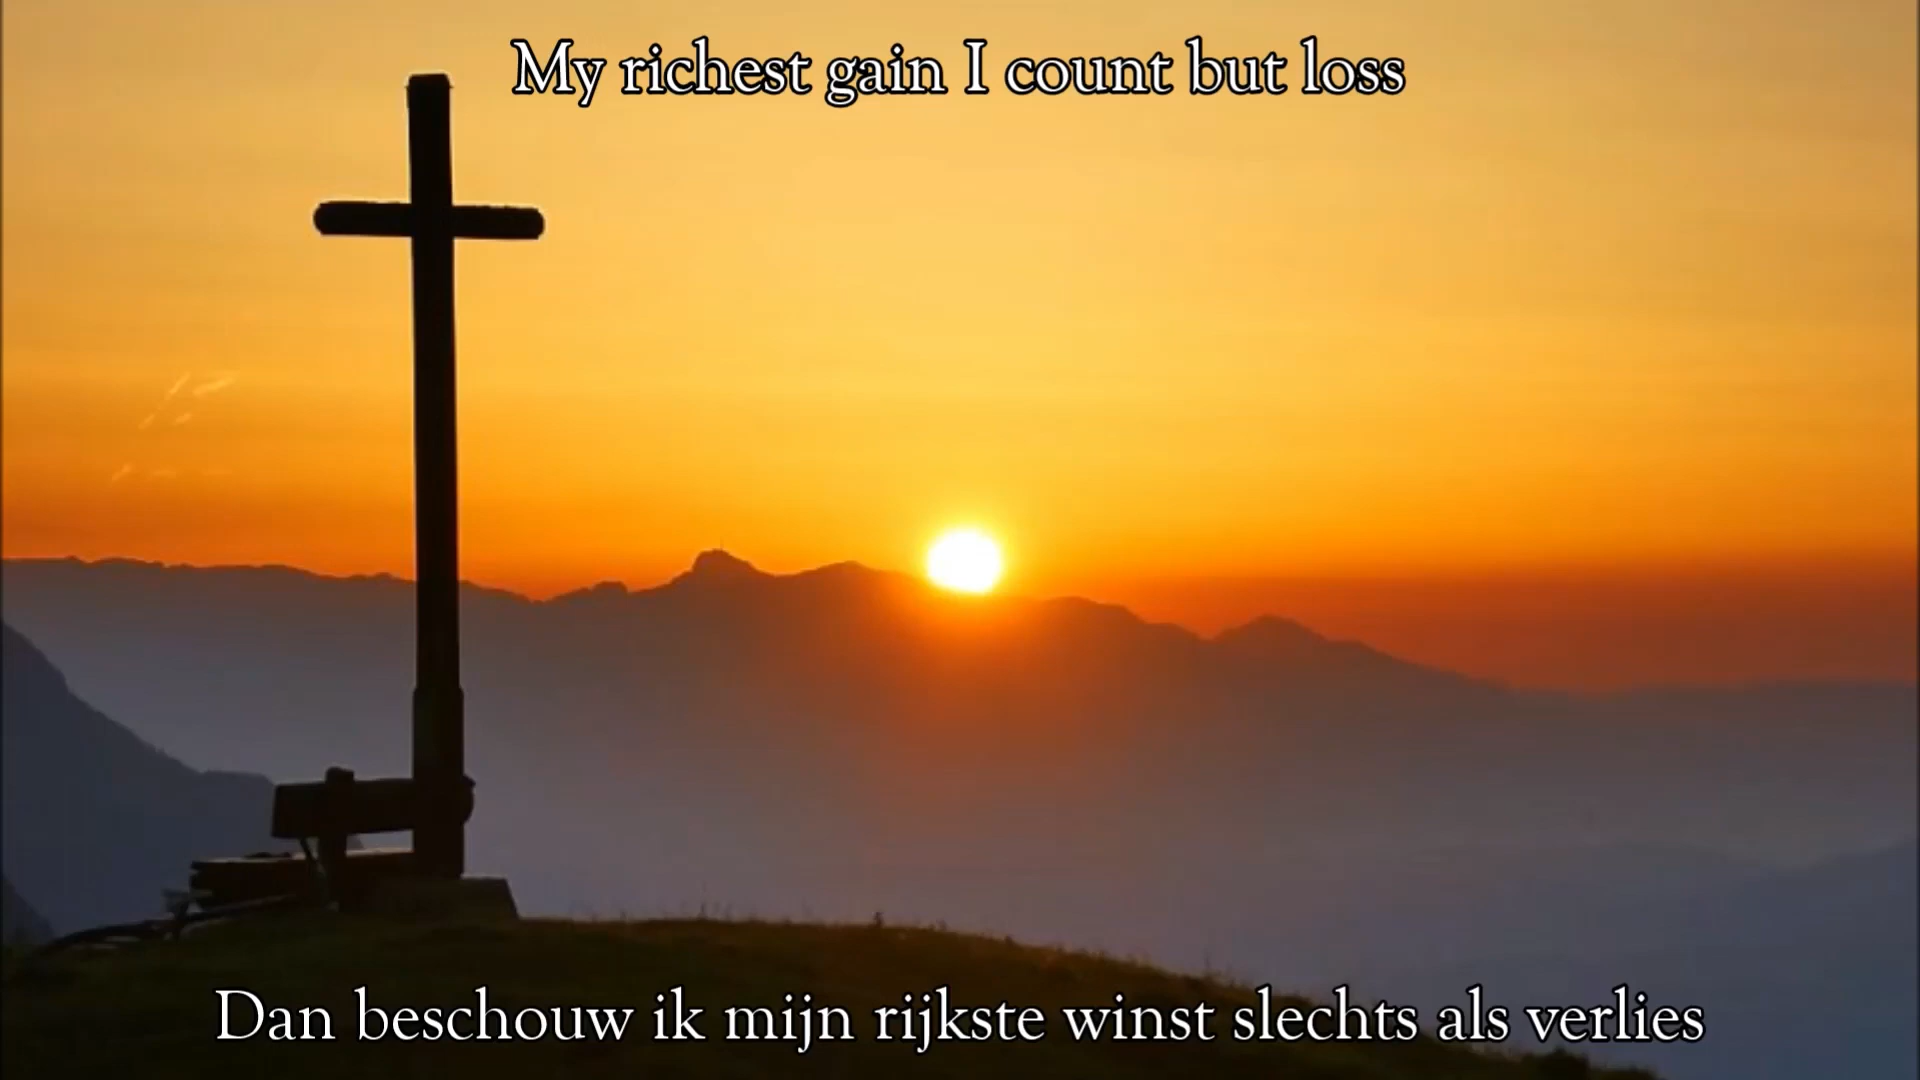 My richest gain I count but loss
Dan beschouw ik mijn rijkste winst slechts als verlies